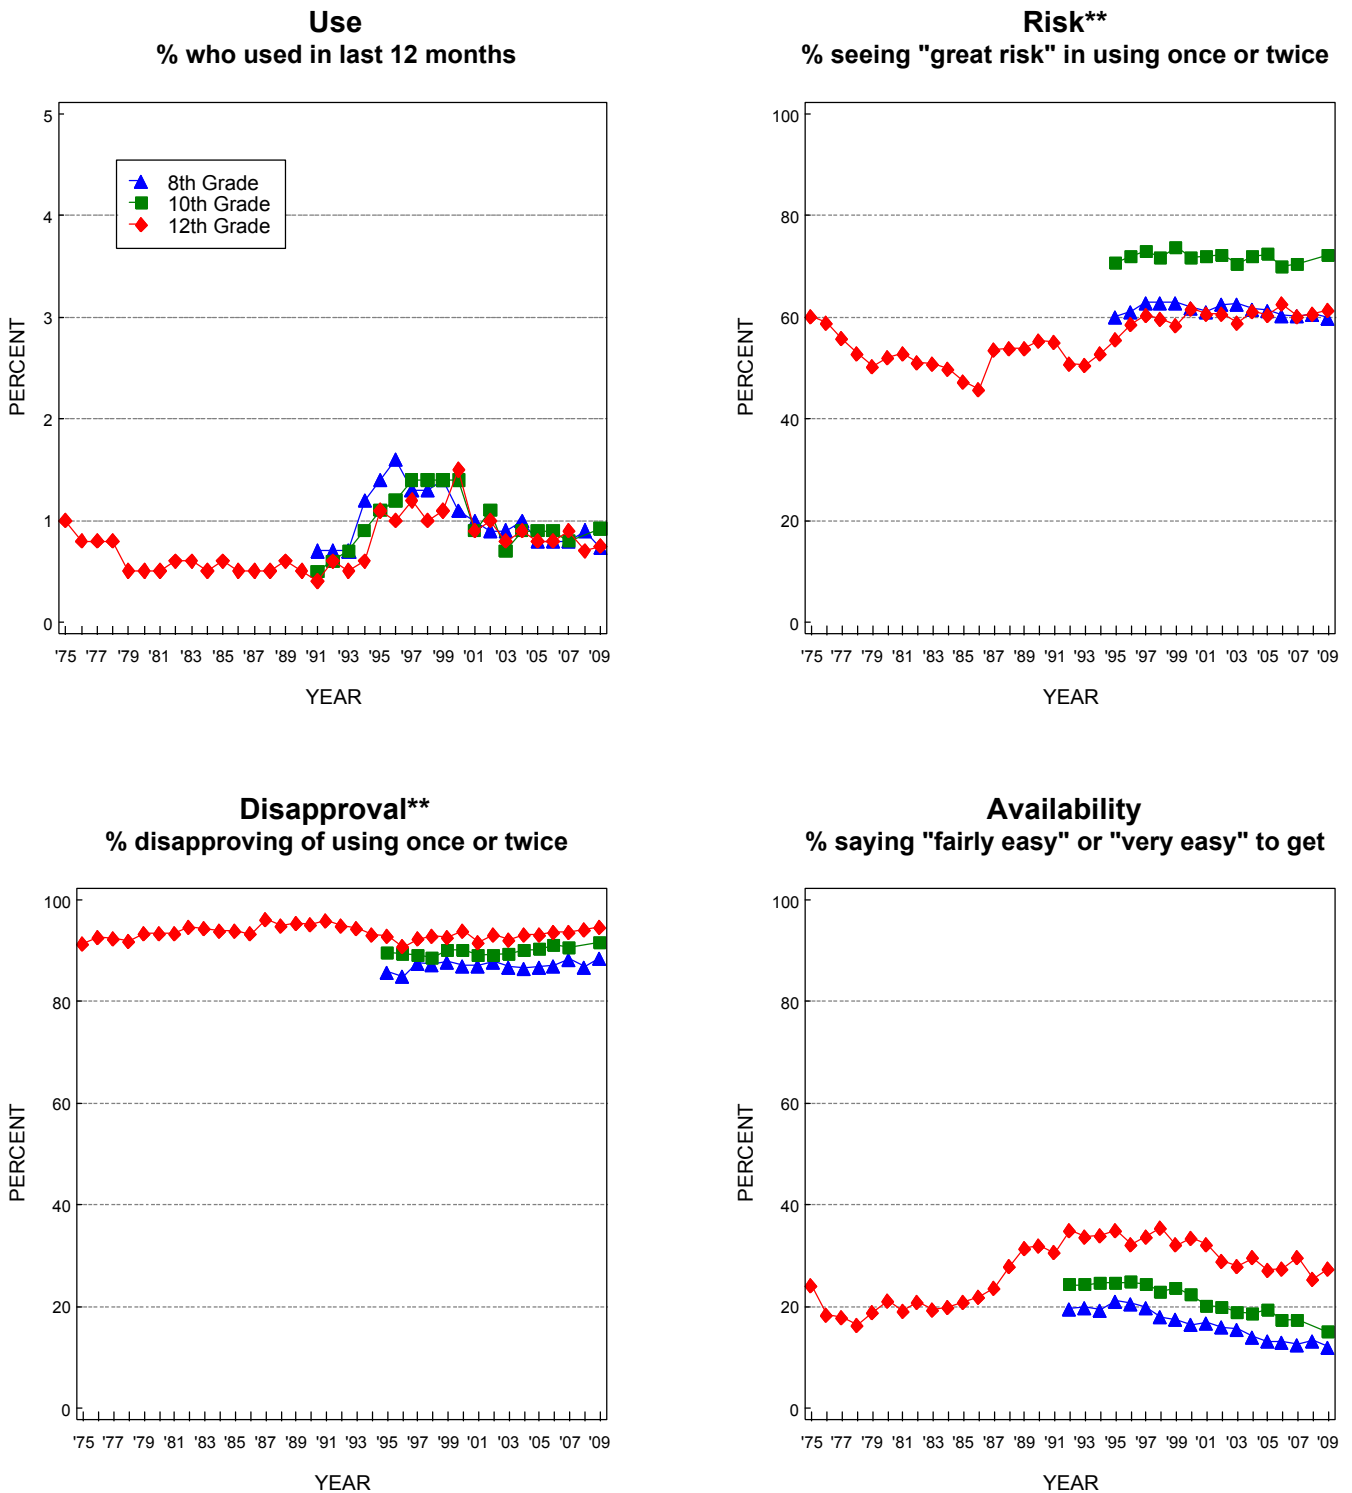 Use
% who used in last 12 months
5
4
3
2
1
0
PERCENT
8th Grade
10th Grade
12th Grade
'75 '77 '79 '81 '83 '85 '87 '89 '91 '93 '95 '97 '99 '01 '03 '05 '07 '09
YEAR
Risk**
% seeing "great risk" in using once or twice
100
80
60
40
20
0
PERCENT
'75 '77 '79 '81 '83 '85 '87 '89 '91 '93 '95 '97 '99 '01 '03 '05 '07 '09
YEAR
Disapproval**
% disapproving of using once or twice
100
80
60
40
20
0
PERCENT
'75 '77 '79 '81 '83 '85 '87 '89 '91 '93 '95 '97 '99 '01 '03 '05 '07 '09
YEAR
Availability
% saying "fairly easy" or "very easy" to get
100
80
60
40
20
0
PERCENT
'75 '77 '79 '81 '83 '85 '87 '89 '91 '93 '95 '97 '99 '01 '03 '05 '07 '09
YEAR